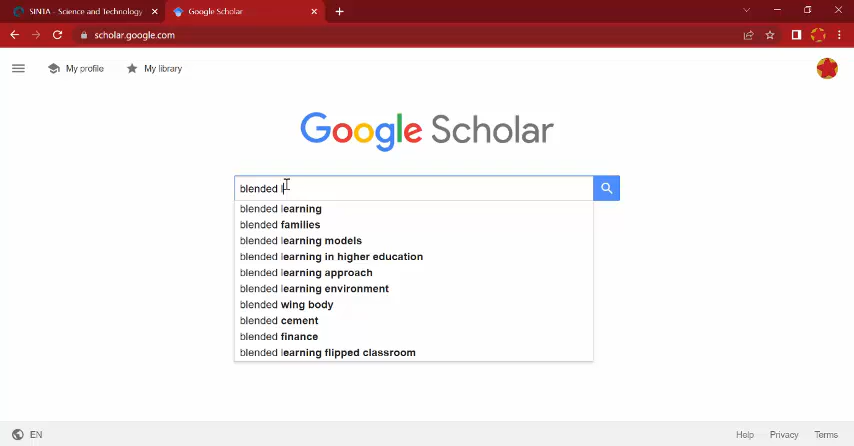 SINTA - Science and Technology
Google Scholar
scholar.google.com
My profile
My library
Google Scholar
blended l
blended learning
blended families
blended learning models
blended learning in higher education
blended learning approach
blended learning environment
blended wing body
blended cement
blended finance
blended learning flipped classroom
EN
Help
Privacy
Terms